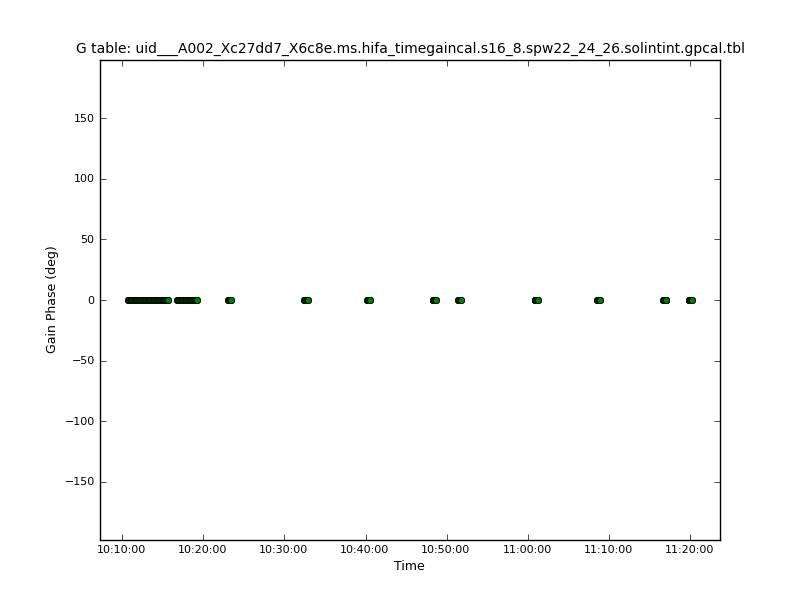 G table: uid___A002_Xc27dd7_X6c8e.ms.hifa_timegaincal.s16_8.spw22_24_26.solintint.gpcal.tbl
Gain Phase (deg)
150
100
50
0
−50
−100
−150
10:10:00 10:20:00 10:30:00 10:40:00 10:50:00 11:00:00 11:10:00 11:20:00
Time